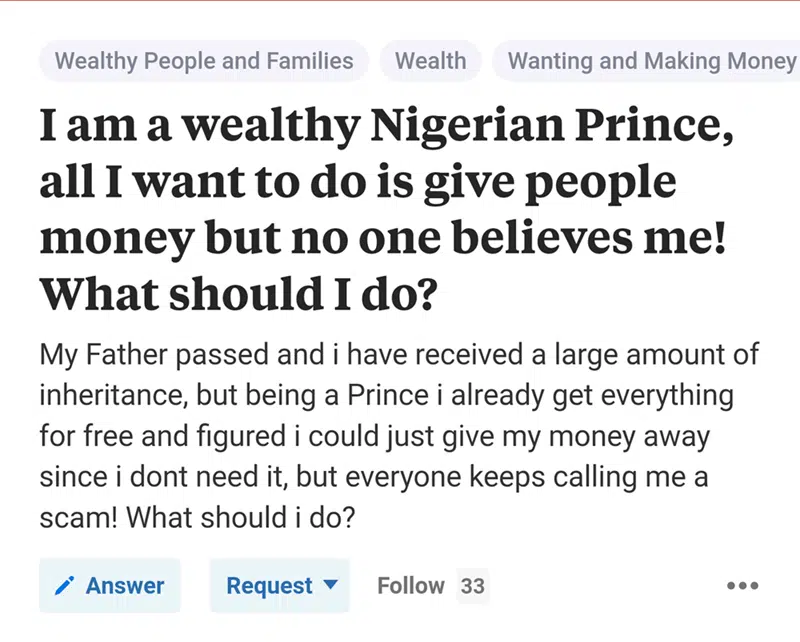 Wealthy People and Families Wealth Wanting and Making Money
I am a wealthy Nigerian Prince,
all I want to do is give people
money but no one believes me!
What should I do?
My Father passed and i have received a large amount of
inheritance, but being a Prince i already get everything
for free and figured i could just give my money away
since i dont need it, but everyone keeps calling me a
scam! What should i do?
Answer Request Follow 33